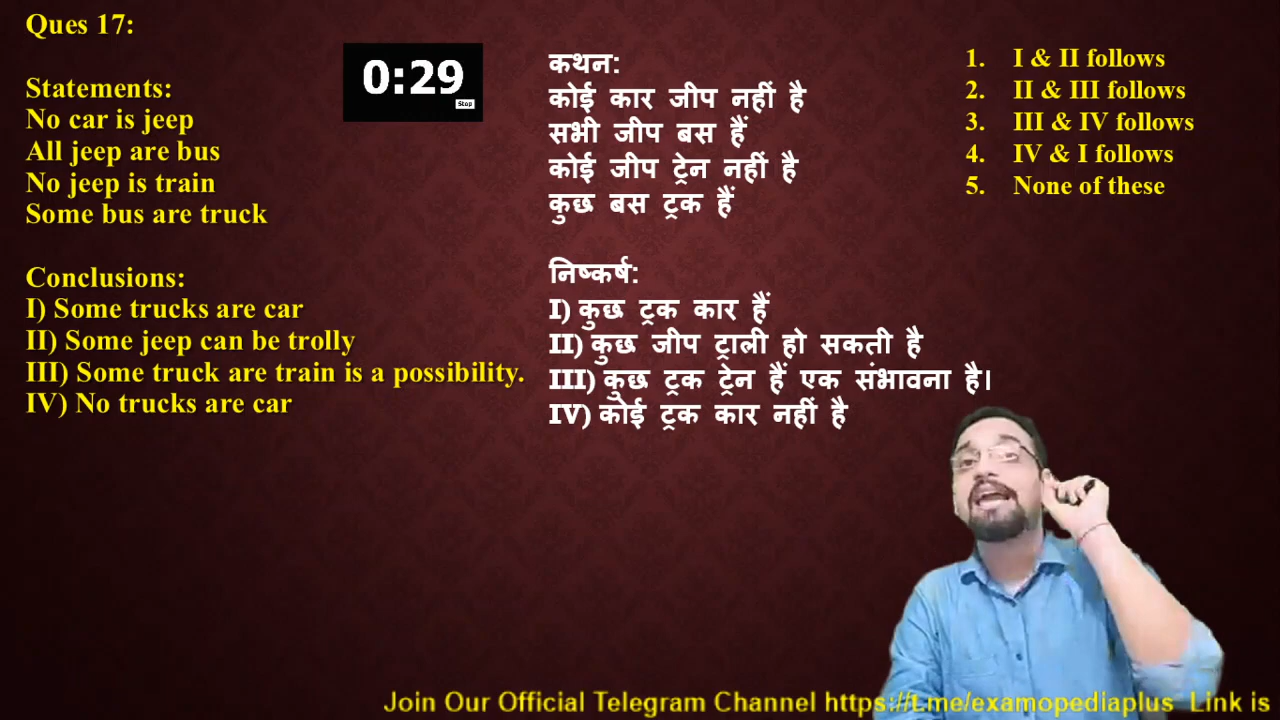 Ques 17:
Statements:
No car is jeep
All jeep are bus
No jeep is train
Some bus are truck
Conclusions:
I) Some trucks are car
II) Some jeep can be trolly
III) Some truck are train is a possibility.
IV) No trucks are car
0:29
Stop
कथन:
कोई कार जीप नहीं है
सभी जीप बस हैं
कोई जीप ट्रेन नहीं है
कुछ बस ट्रक हैं
निष्कर्ष:
I) कुछ ट्रक कार हैं
II) कुछ जीप ट्राली हो सकती है
III) कुछ ट्रक ट्रेन हैं एक संभावना है।
IV) कोई ट्रक कार नहीं है
1. I & II follows
2. II & III follows
3. III & IV follows
4. IV & I follows
5. None of these
Join Our Official Telegram Channel https://t.me/examopediaplus Link is